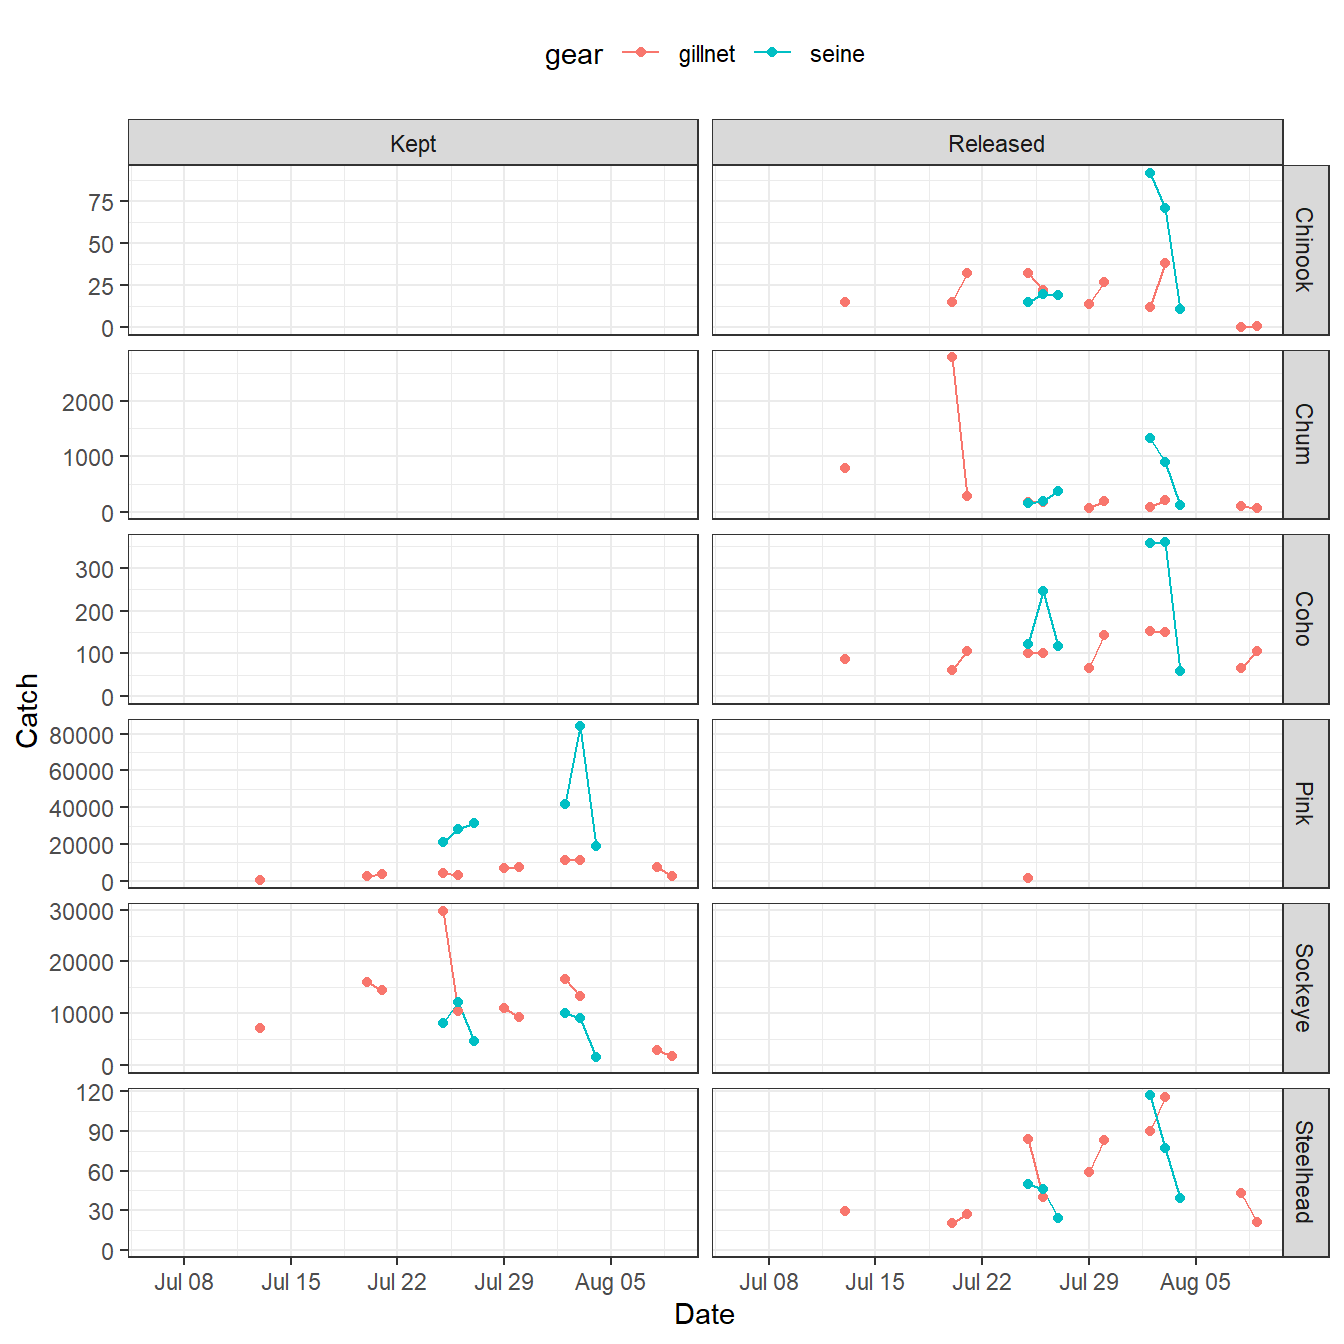 gear gillnet seine
Kept Released
75
50
25
0
Chinook
2000
1000
0
Chum
300
200
100
0
Coho
Catch
80000
60000
40000
20000
0
Pink
30000
20000
10000
0
Sockeye
120
90
60
30
0
Steelhead
Jul 08 Jul 15 Jul 22 Jul 29 Aug 05 Jul 08 Jul 15 Jul 22 Jul 29 Aug 05
Date